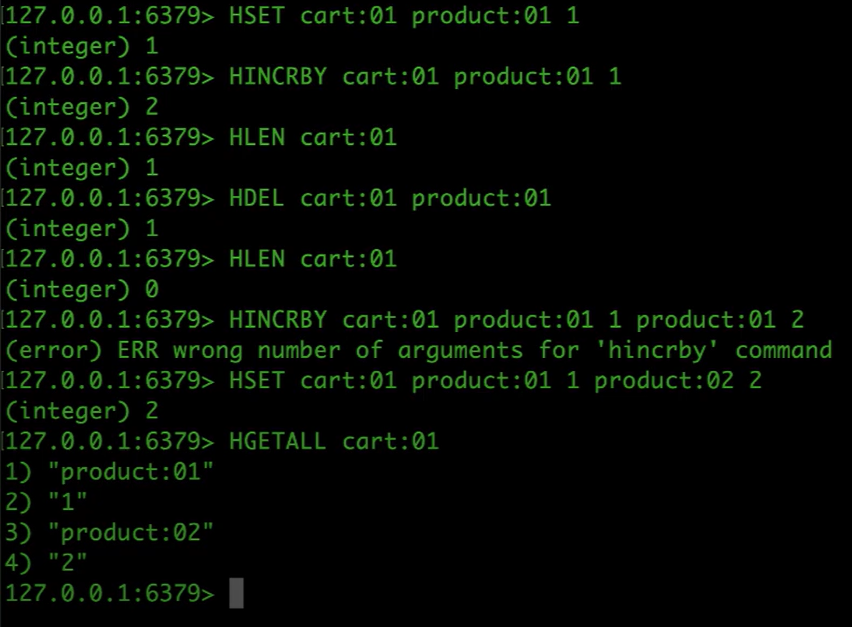 [127.0.0.1:6379> HSET cart:01 product:01 1
(integer) 1
[127.0.0.1:6379> HINCRBY cart:01 product:01 1
(integer) 2
[127.0.0.1:6379> HLEN cart:01
(integer) 1
[127.0.0.1:6379> HDEL cart:01 product:01
(integer) 1
[127.0.0.1:6379> HLEN cart:01
(integer) 0
[127.0.0.1:6379> HINCRBY cart:01 product:01 1 product:01 2
(error) ERR wrong number of arguments for 'hincrby' command
[127.0.0.1:6379> HSET cart:01 product:01 1 product:02 2
(integer) 2
[127.0.0.1:6379> HGETALL cart:01
1) "product:01"
2) "1"
3) "product:02"
4) "2"
127.0.0.1:6379>